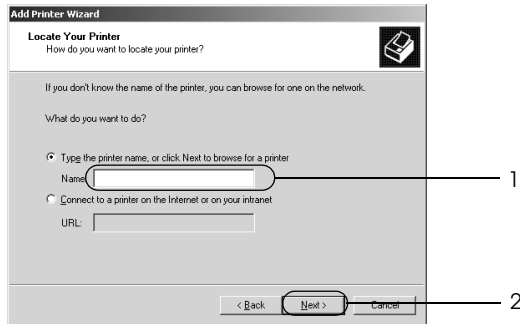 Add Printer Wizard
Locate Your Printer
How do you want to locate your printer?
If you don't know the name of the printer, you can browse for one on the network.
What do you want to do?
Type the printer name, or click Next to browse for a printer
Name:
1
Connect to a printer on the Internet or on your intranet
URL:
< Back Next > Cancel
2